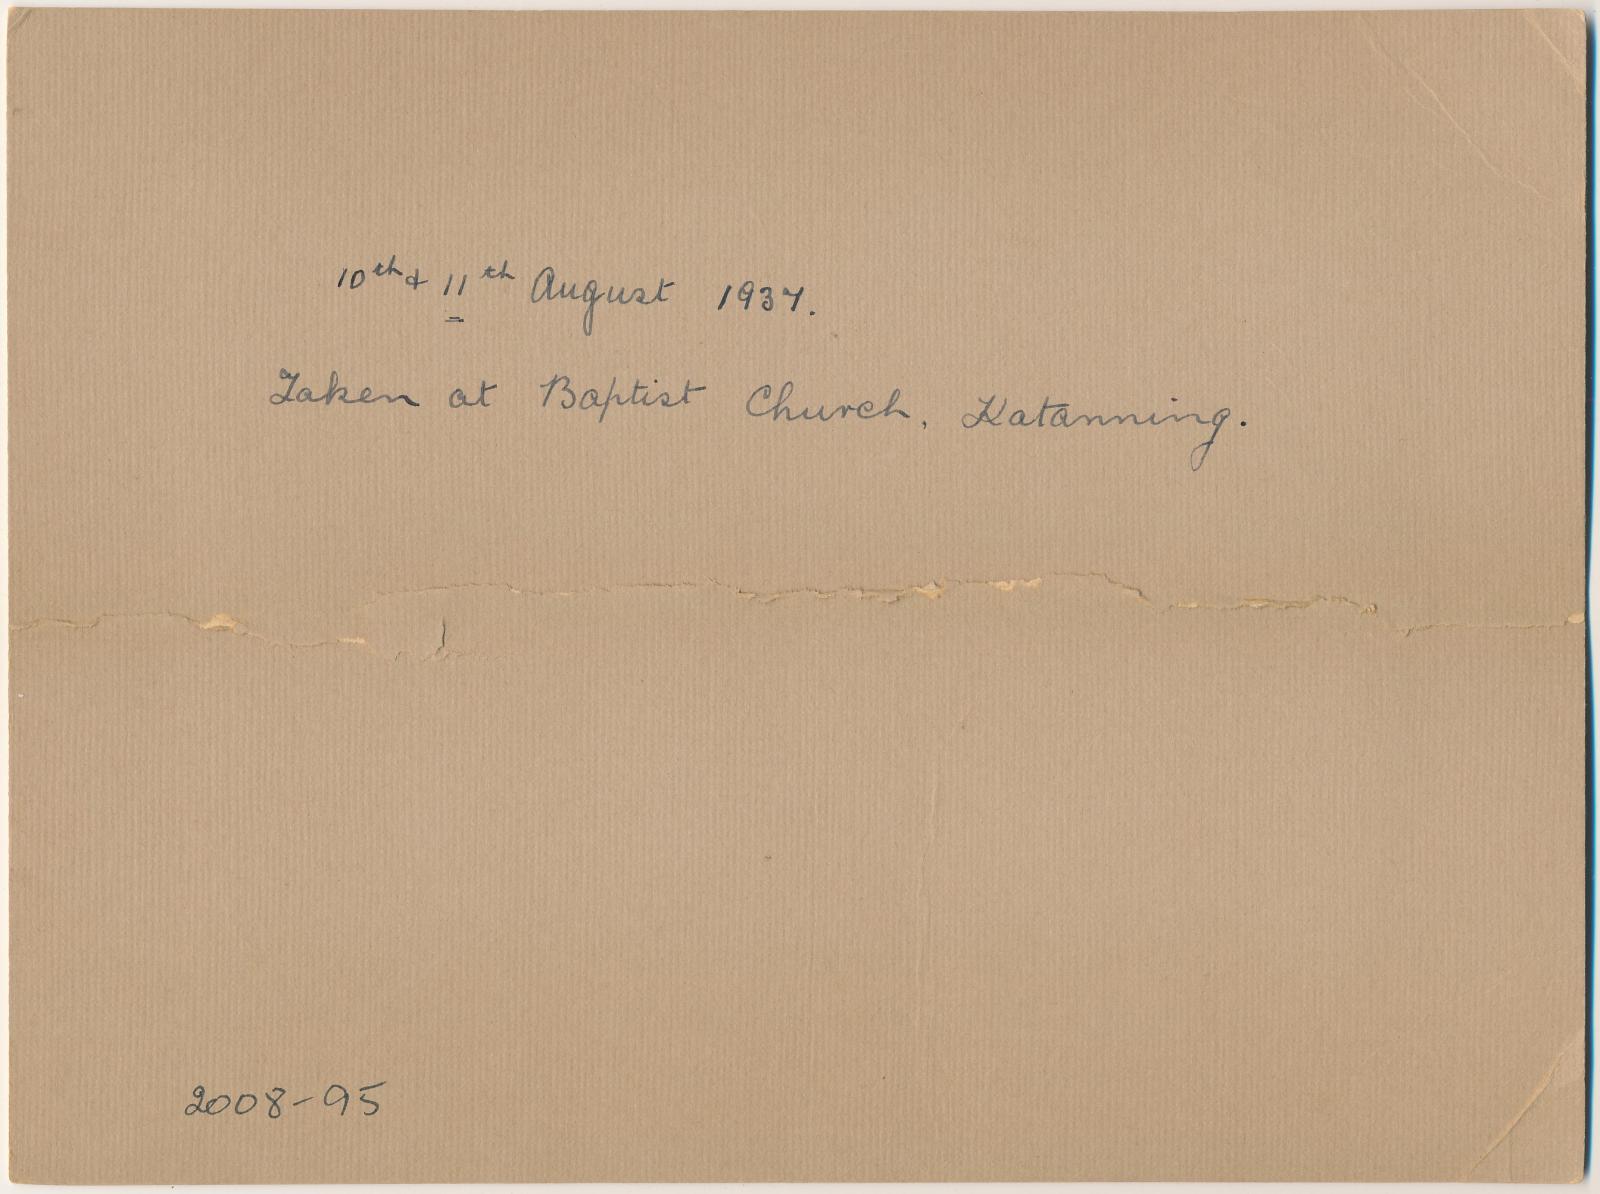 10th & 11th August 1937.
Taken at Baptist Church, Katanning.
2008-95